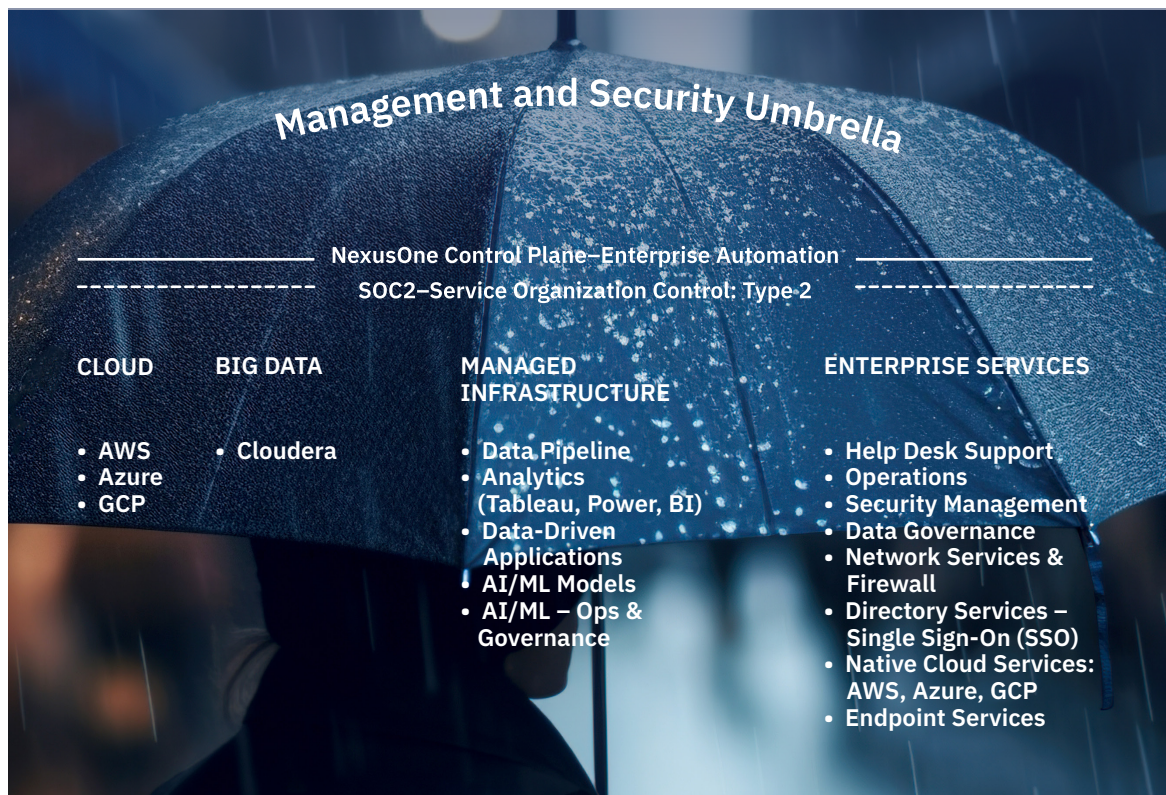 Management and Security Umbrella
NexusOne Control Plane–Enterprise Automation
SOC2–Service Organization Control: Type 2
CLOUD
• AWS
• Azure
• GCP
BIG DATA
• Cloudera
MANAGED
INFRASTRUCTURE
• Data Pipeline
• Analytics
(Tableau, Power, BI)
• Data-Driven
Applications
• AI/ML Models
• AI/ML – Ops &
Governance
ENTERPRISE SERVICES
• Help Desk Support
• Operations
• Security Management
• Data Governance
• Network Services &
Firewall
• Directory Services –
Single Sign-On (SSO)
• Native Cloud Services:
AWS, Azure, GCP
• Endpoint Services